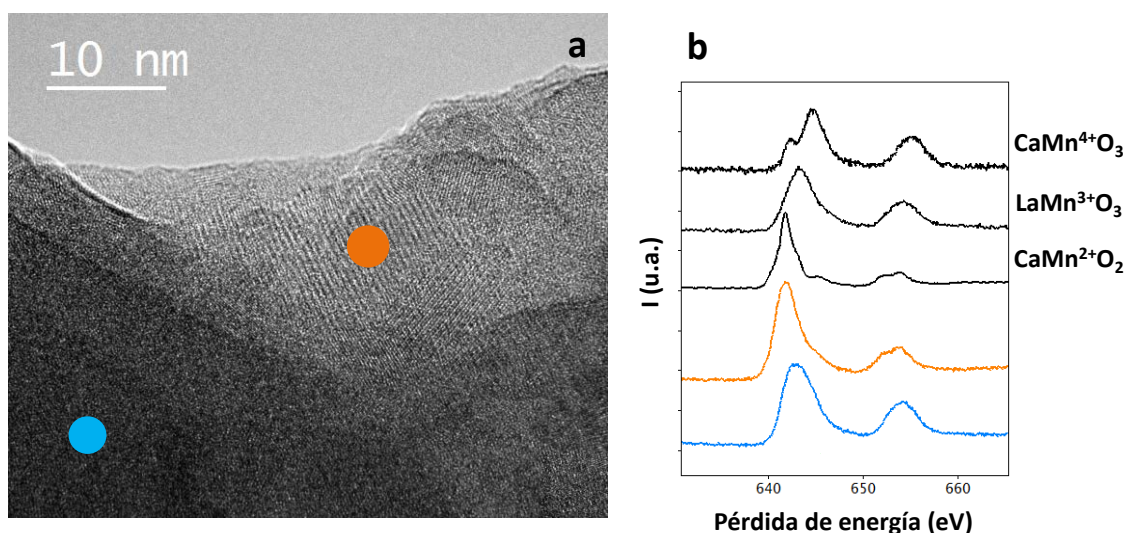 10 nm
a
b
CaMn⁴⁺O₃
LaMn³⁺O₃
CaMn²⁺O₂
I (u.a.)
640 650 660
Pérdida de energía (eV)